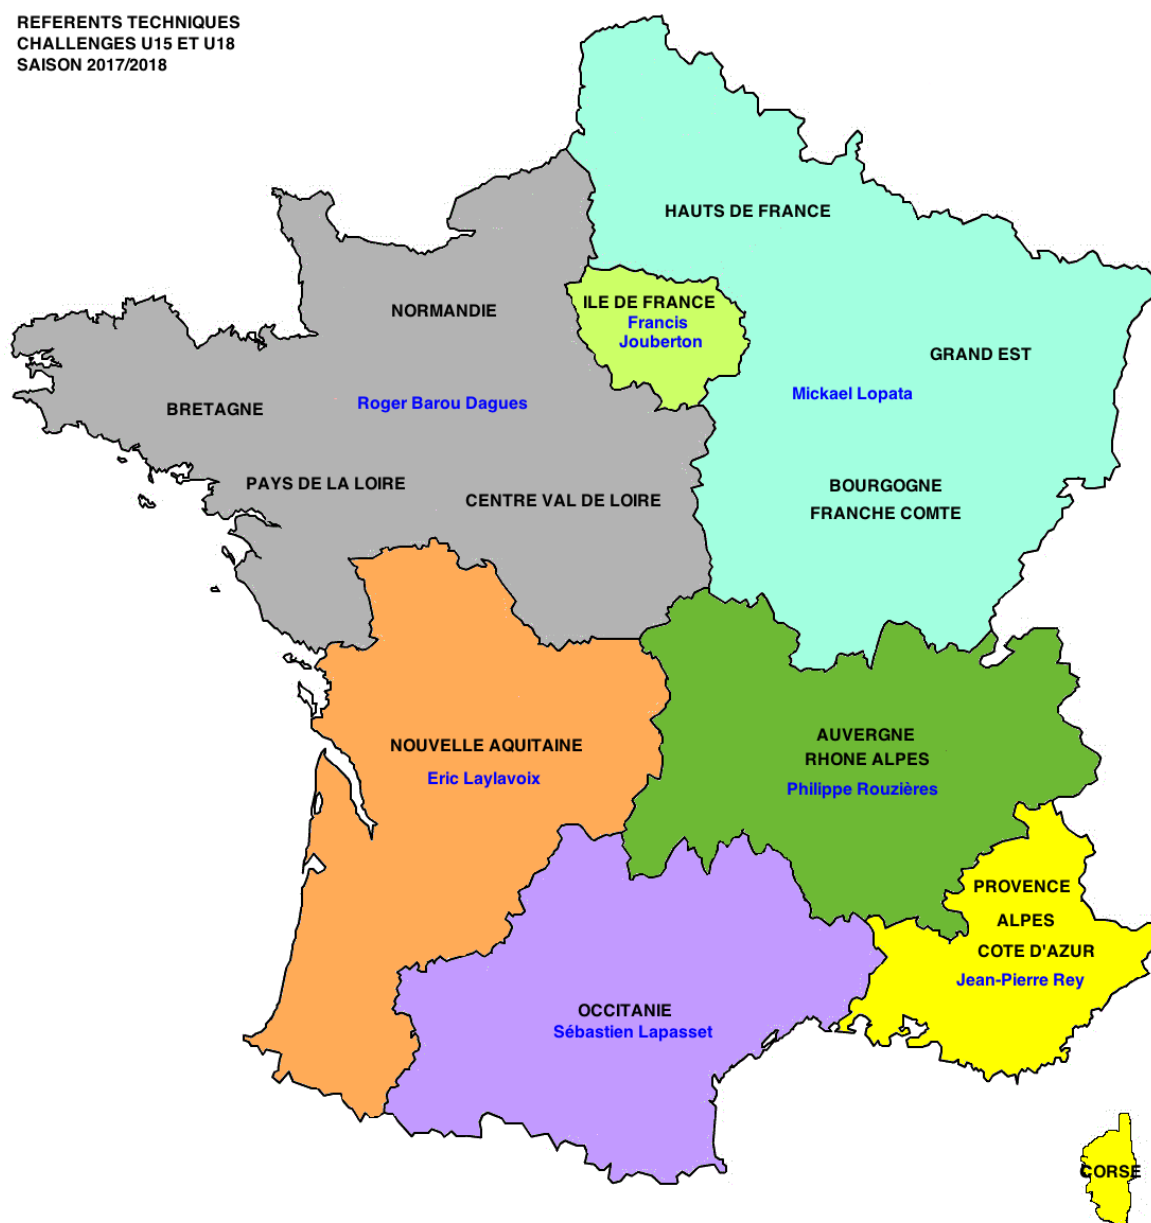 REFERENTS TECHNIQUES
CHALLENGES U15 ET U18
SAISON 2017/2018
HAUTS DE FRANCE
ILE DE FRANCE
Francis
Jouberton
NORMANDIE
GRAND EST
Mickael Lopata
BRETAGNE
Roger Barou Dagues
PAYS DE LA LOIRE
CENTRE VAL DE LOIRE
BOURGOGNE
FRANCHE COMTE
NOUVELLE AQUITAINE
Eric Laylavoix
AUVERGNE
RHONE ALPES
Philippe Rouzières
PROVENCE
ALPES
COTE D'AZUR
Jean-Pierre Rey
OCCITANIE
Sébastien Lapasset
CORSE